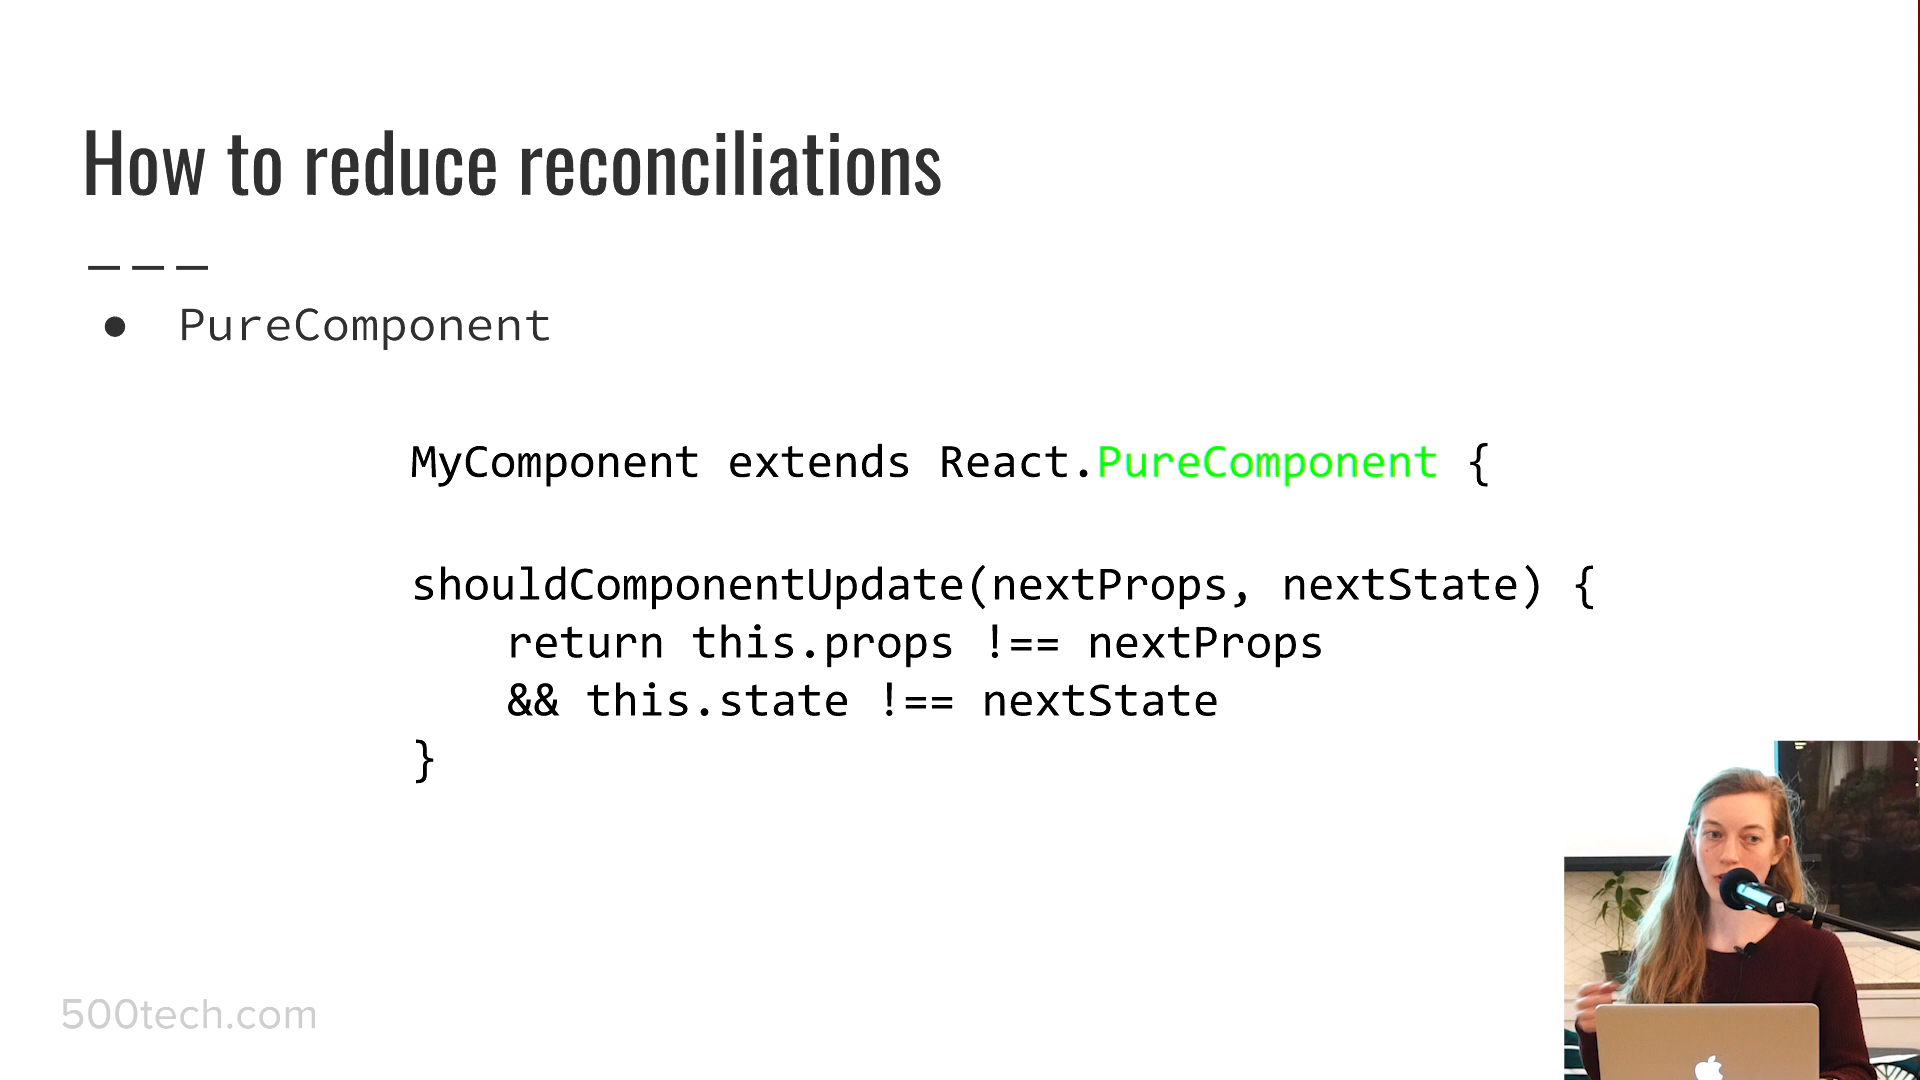 How to reduce reconciliations
● PureComponent
MyComponent extends React.PureComponent {
shouldComponentUpdate(nextProps, nextState) {
return this.props !== nextProps
&& this.state !== nextState
}
500tech.com